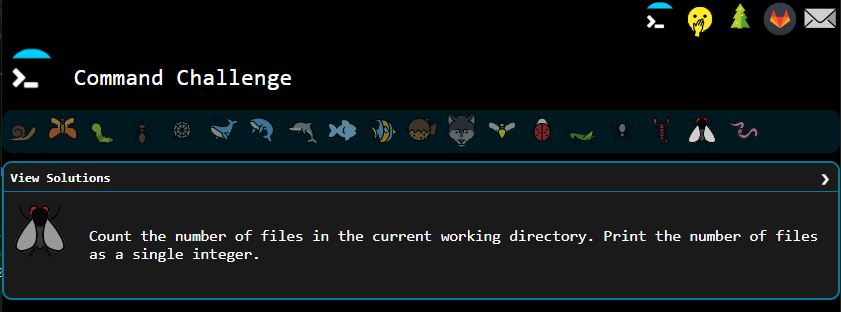 Command Challenge
View Solutions
Count the number of files in the current working directory. Print the number of files
as a single integer.